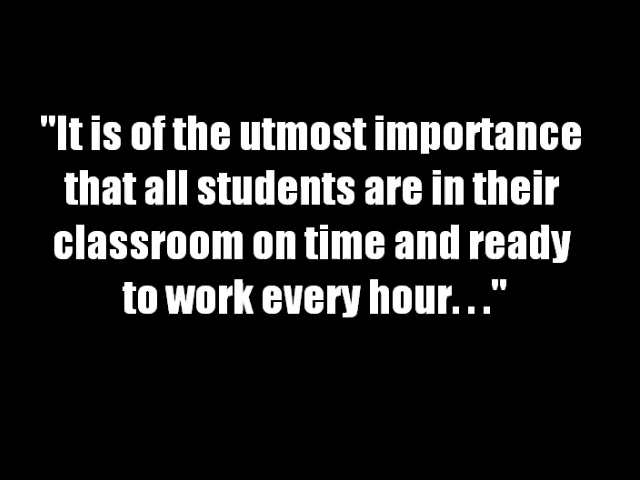 "It is of the utmost importance
that all students are in their
classroom on time and ready
to work every hour. . ."